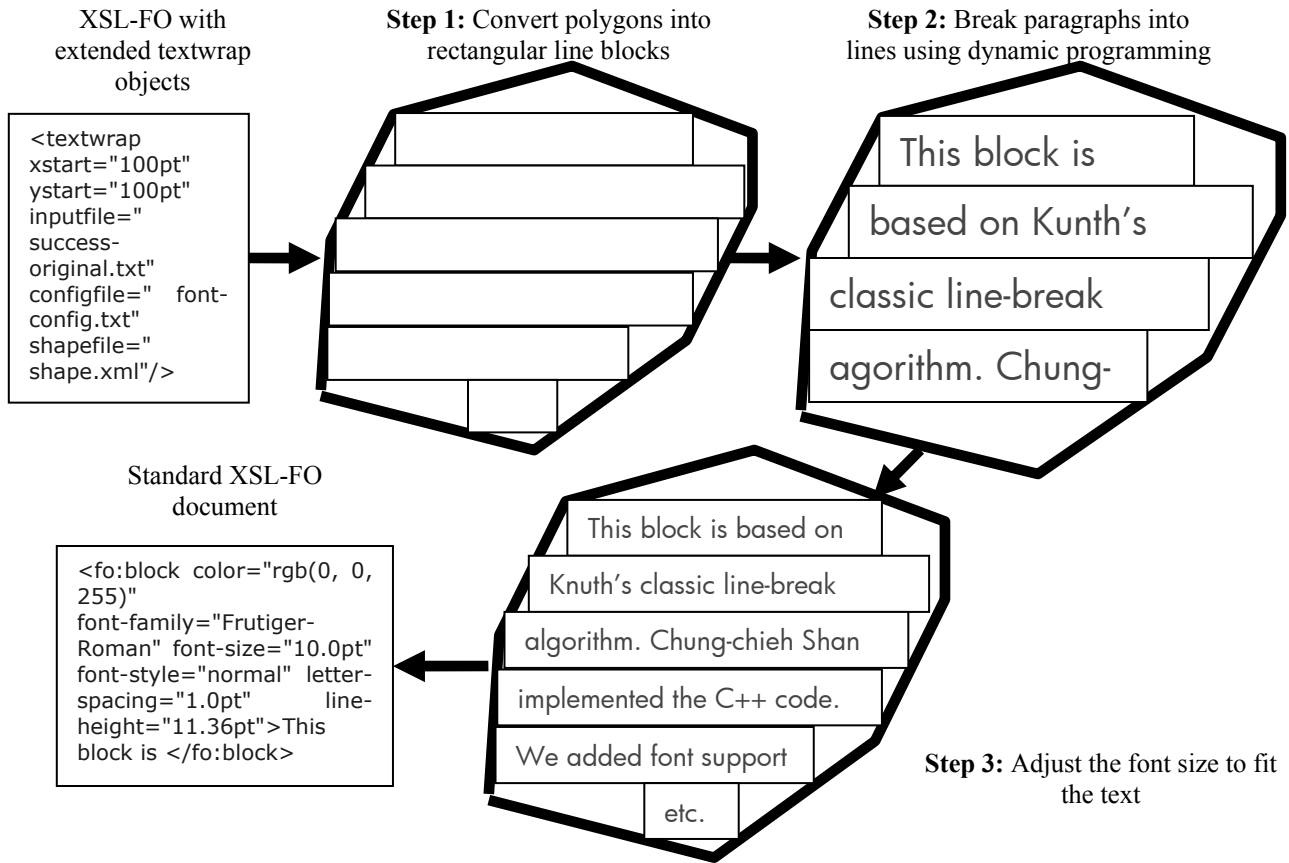 XSL-FO with
extended textwrap
objects
<textwrap
xstart="100pt"
ystart="100pt"
inputfile="
success-
original.txt"
configfile=" font-
config.txt"
shapefile="
shape.xml"/>
Step 1: Convert polygons into
rectangular line blocks
Step 2: Break paragraphs into
lines using dynamic programming
This block is
based on Kunth's
classic line-break
agorithm. Chung-
This block is based on
Knuth's classic line-break
algorithm. Chung-chieh Shan
implemented the C++ code.
We added font support
etc.
Step 3: Adjust the font size to fit
the text
Standard XSL-FO
document
<fo:block color="rgb(0, 0,
255)"
font-family="Frutiger-
Roman" font-size="10.0pt"
font-style="normal" letter-
spacing="1.0pt" line-
height="11.36pt">This
block is </fo:block>